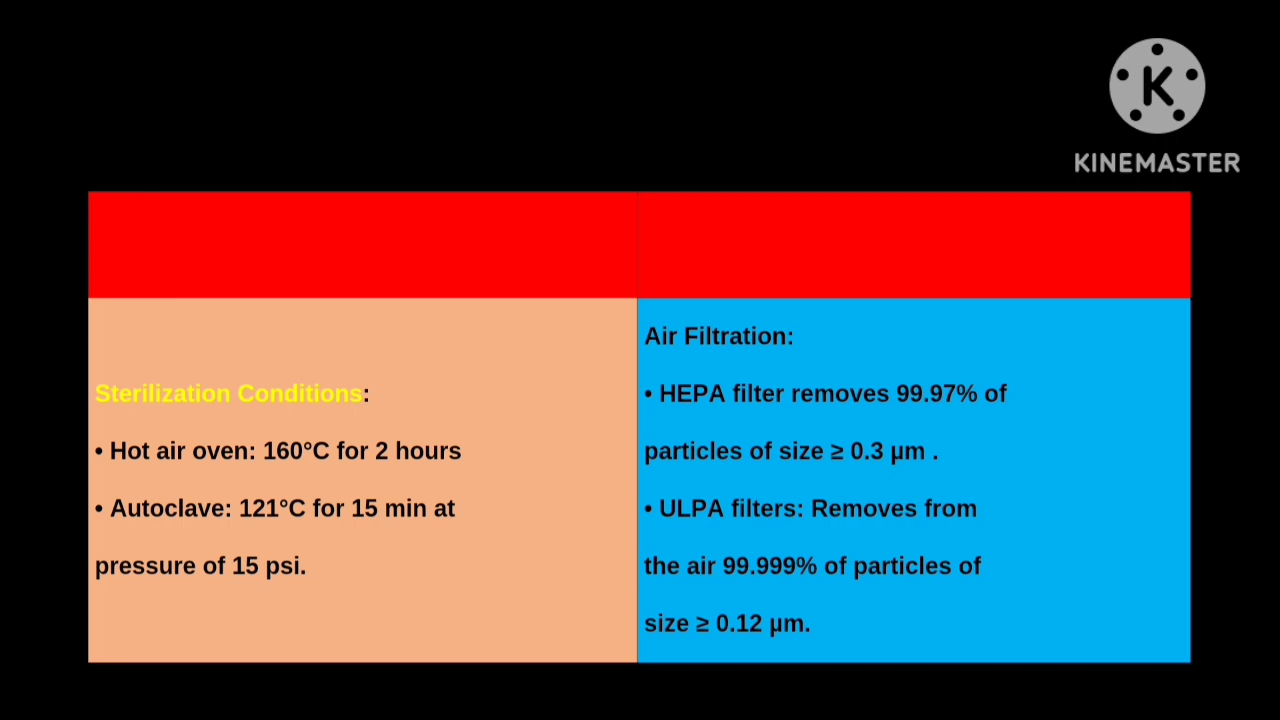 K
KINEMASTER
Sterilization Conditions:
• Hot air oven: 160°C for 2 hours
• Autoclave: 121°C for 15 min at
pressure of 15 psi.
Air Filtration:
• HEPA filter removes 99.97% of
particles of size ≥ 0.3 µm .
• ULPA filters: Removes from
the air 99.999% of particles of
size ≥ 0.12 µm.